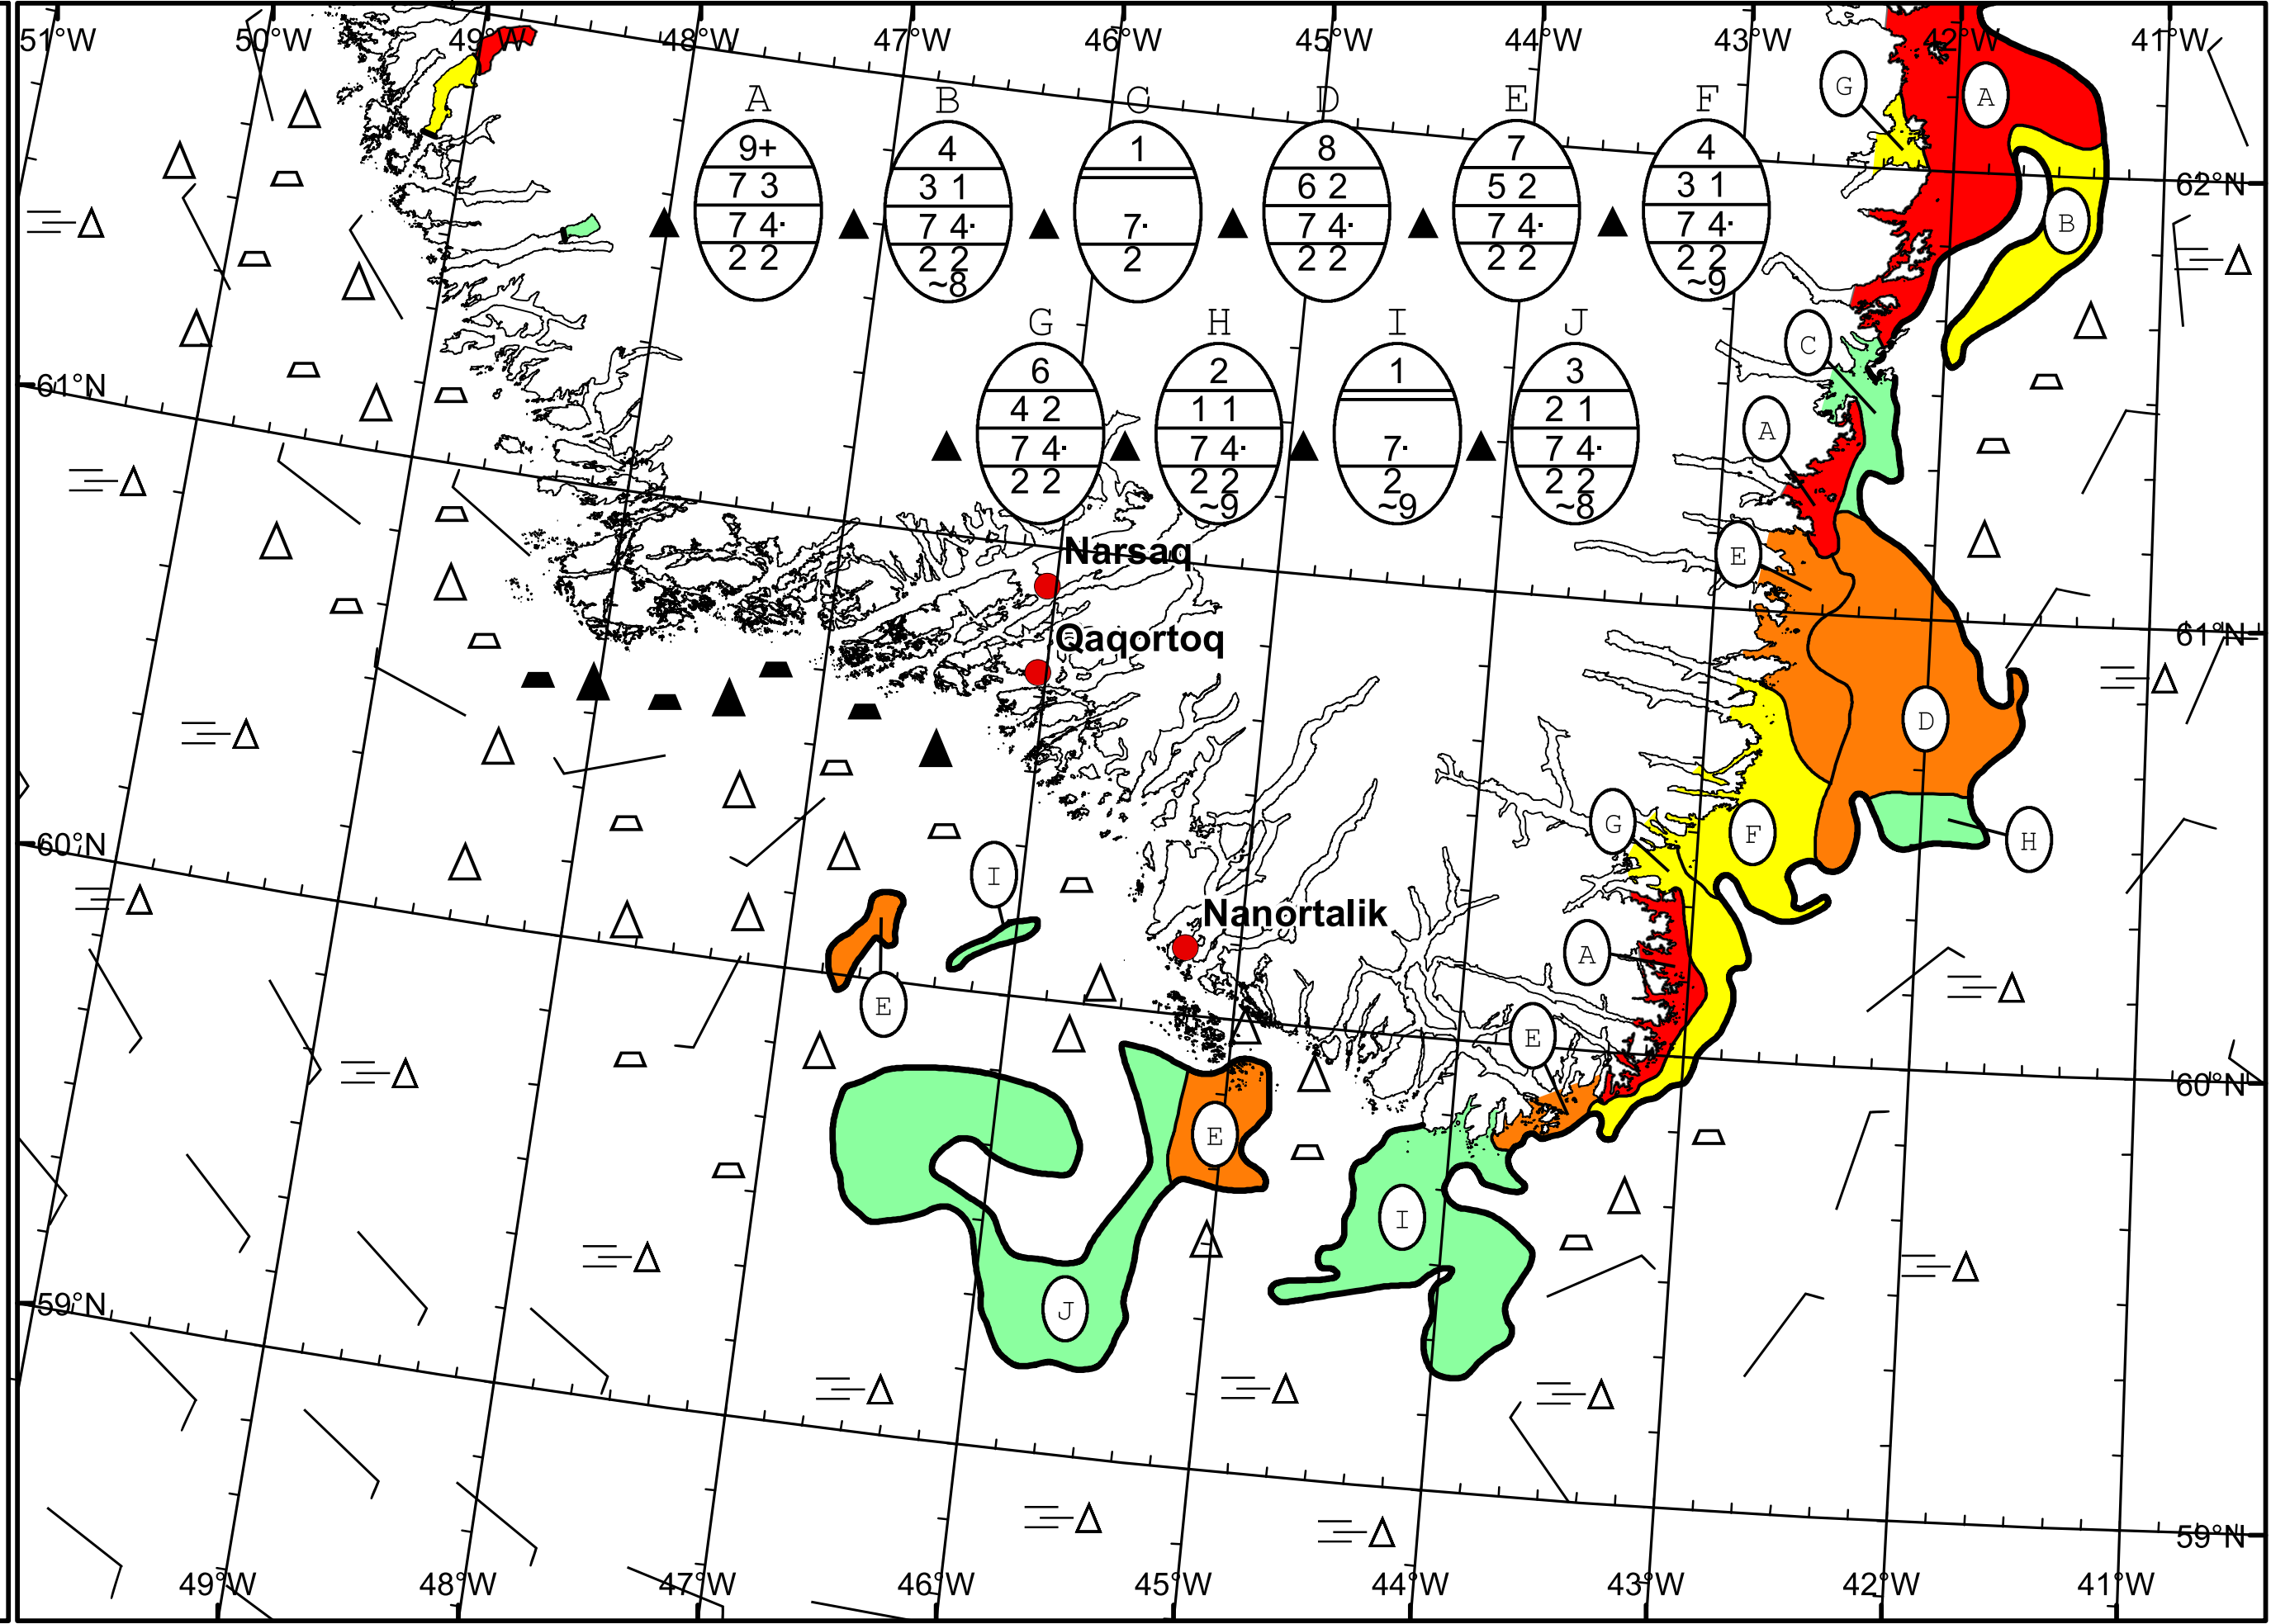 51°W 50°W 49°W 48°W 47°W 46°W 45°W 44°W 43°W 42°W 41°W
G A
A B C D E F
9+ 4 1 8 7 4
7 3 3 1 6 2 5 2 3 1
7 4· 7 4· 7· 7 4· 7 4· 7 4·
2 2 2 2 2 2 2 2 2 2 2
~8 ~9
62°N
B
G H I J
6 2 1 3
4 2 1 1 2 1
7 4· 7 4· 7· 7 4·
2 2 2 2 2 2 2
~9 ~9 ~8
C
61°N
A
Narsaq
E
Qaqortoq
61°N
D
60°N
G F H
I
Nanortalik
A
E
E
60°N
E
I
59°N
J
59°N
49°W 48°W 47°W 46°W 45°W 44°W 43°W 42°W 41°W